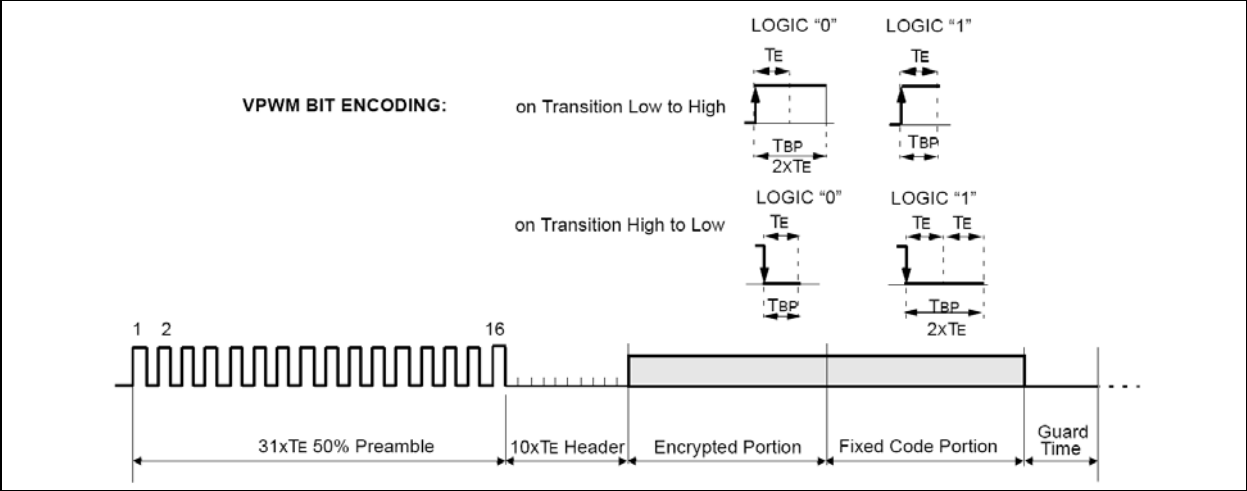 LOGIC “0” LOGIC “1”
TE TE
VPWM BIT ENCODING: on Transition Low to High
TBP TBP
2XTE
LOGIC “0” LOGIC “1”
on Transition High to Low TE TE TE
TBP TBP
2XTE
1 2 16
31xTE 50% Preamble 10xTE Header Encrypted Portion Fixed Code Portion Guard
Time